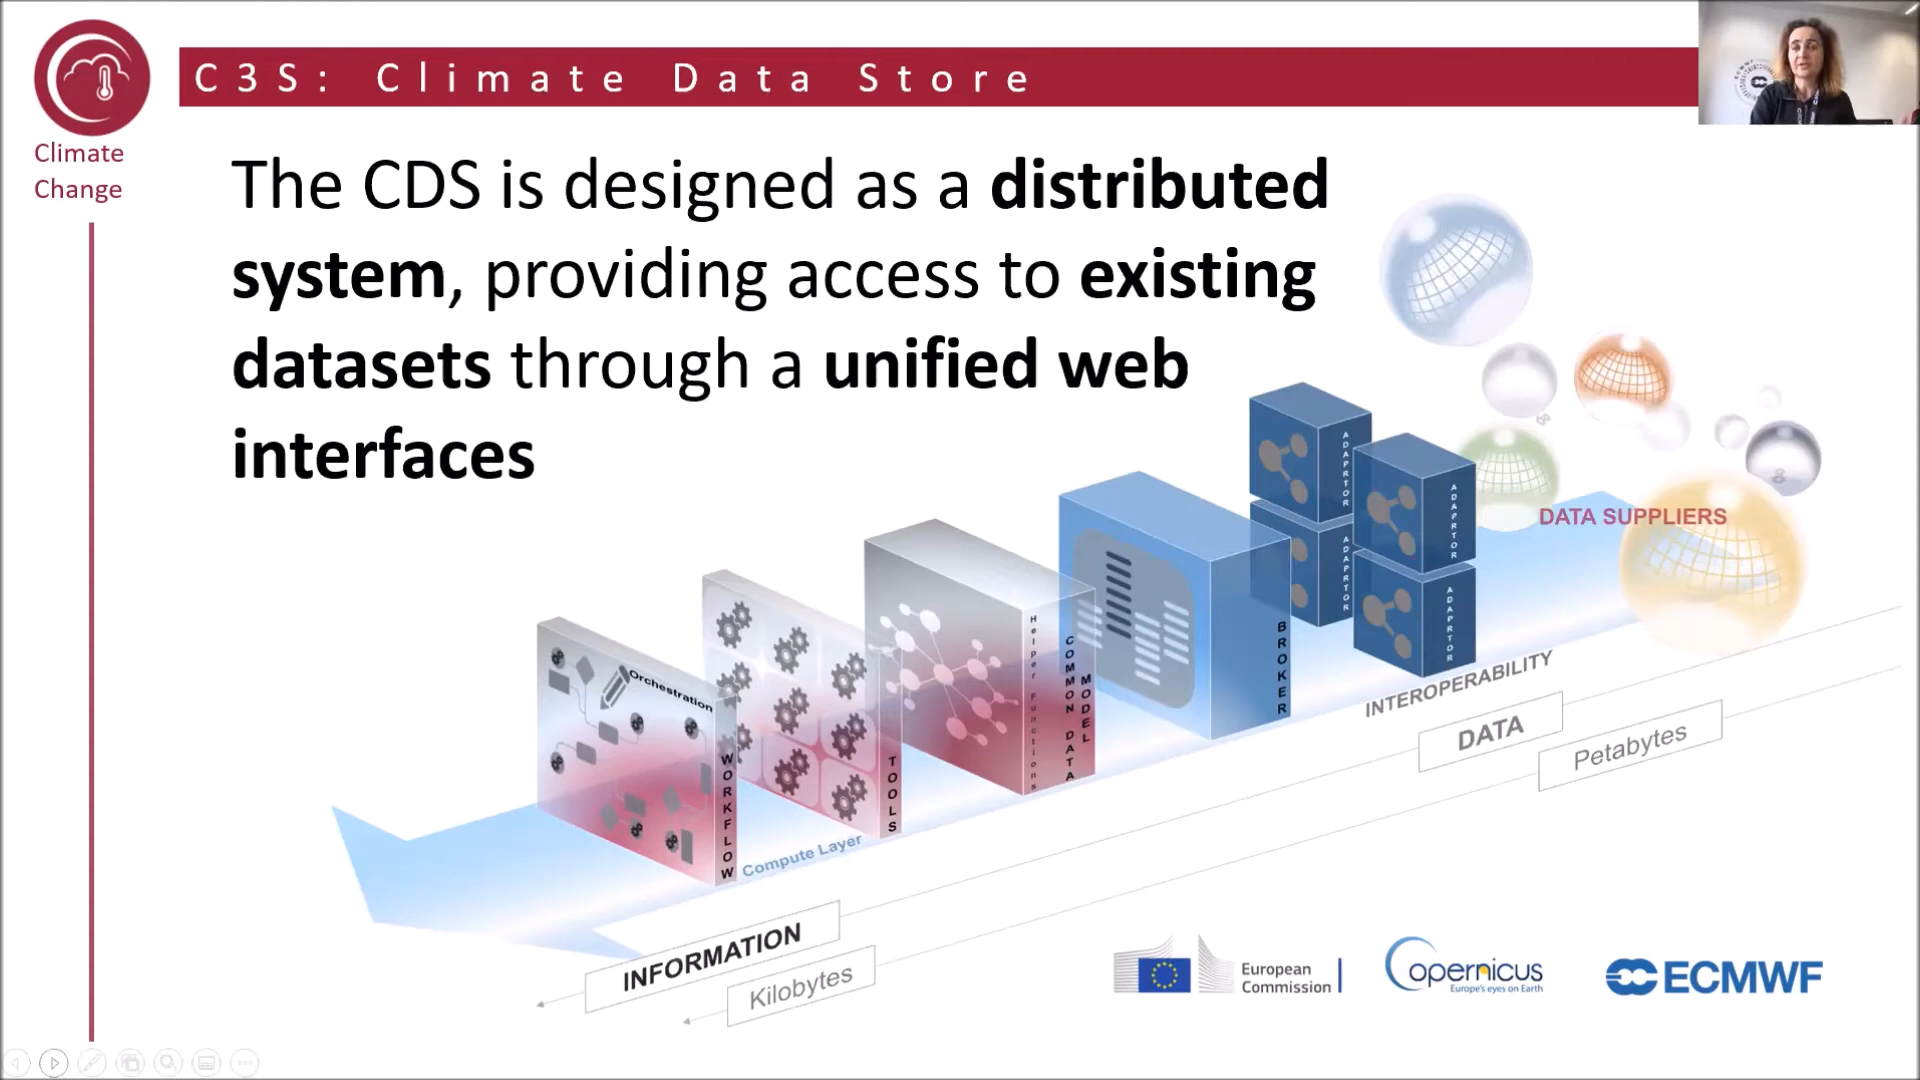 C3S: Climate Data Store
Climate
Change
The CDS is designed as a distributed
system, providing access to existing
datasets through a unified web
interfaces
DATA SUPPLIERS
ADAPRTOR
ADAPRTOR
ADAPRTOR
ADAPRTOR
BROKER
COMMON DATA
MODEL
Helper Functions
TOOLS
Orchestration
WORKFLOW
Compute Layer
INTEROPERABILITY
DATA
Petabytes
INFORMATION
Kilobytes
European
Commission
opernicus
Europe's eyes on Earth
ECMWF
ECMWF